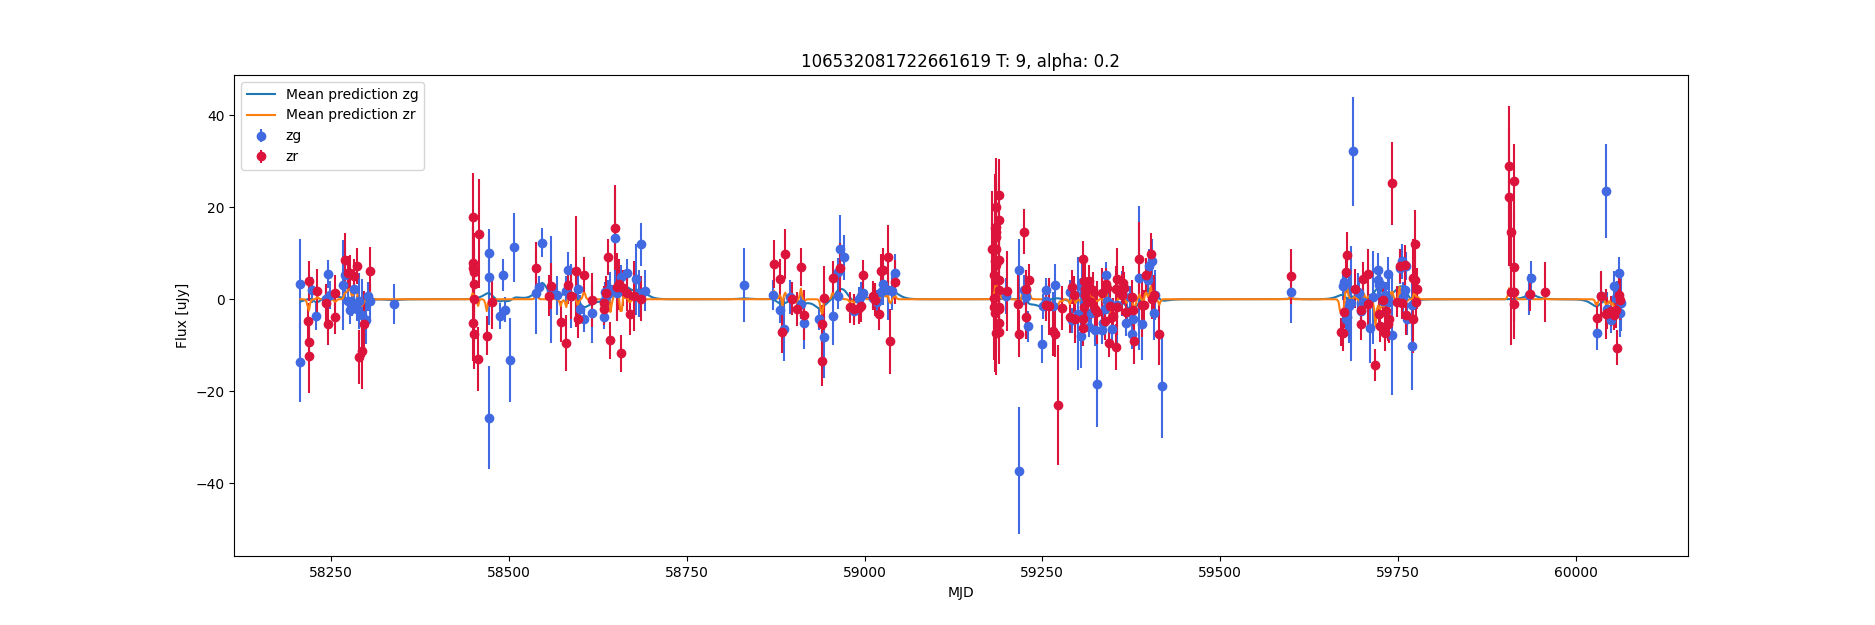 106532081722661619 T: 9, alpha: 0.2
Mean prediction zg
Mean prediction zr
zg
zr
Flux [uJy]
40
20
0
−20
−40
58250 58500 58750 59000 59250 59500 59750 60000
MJD